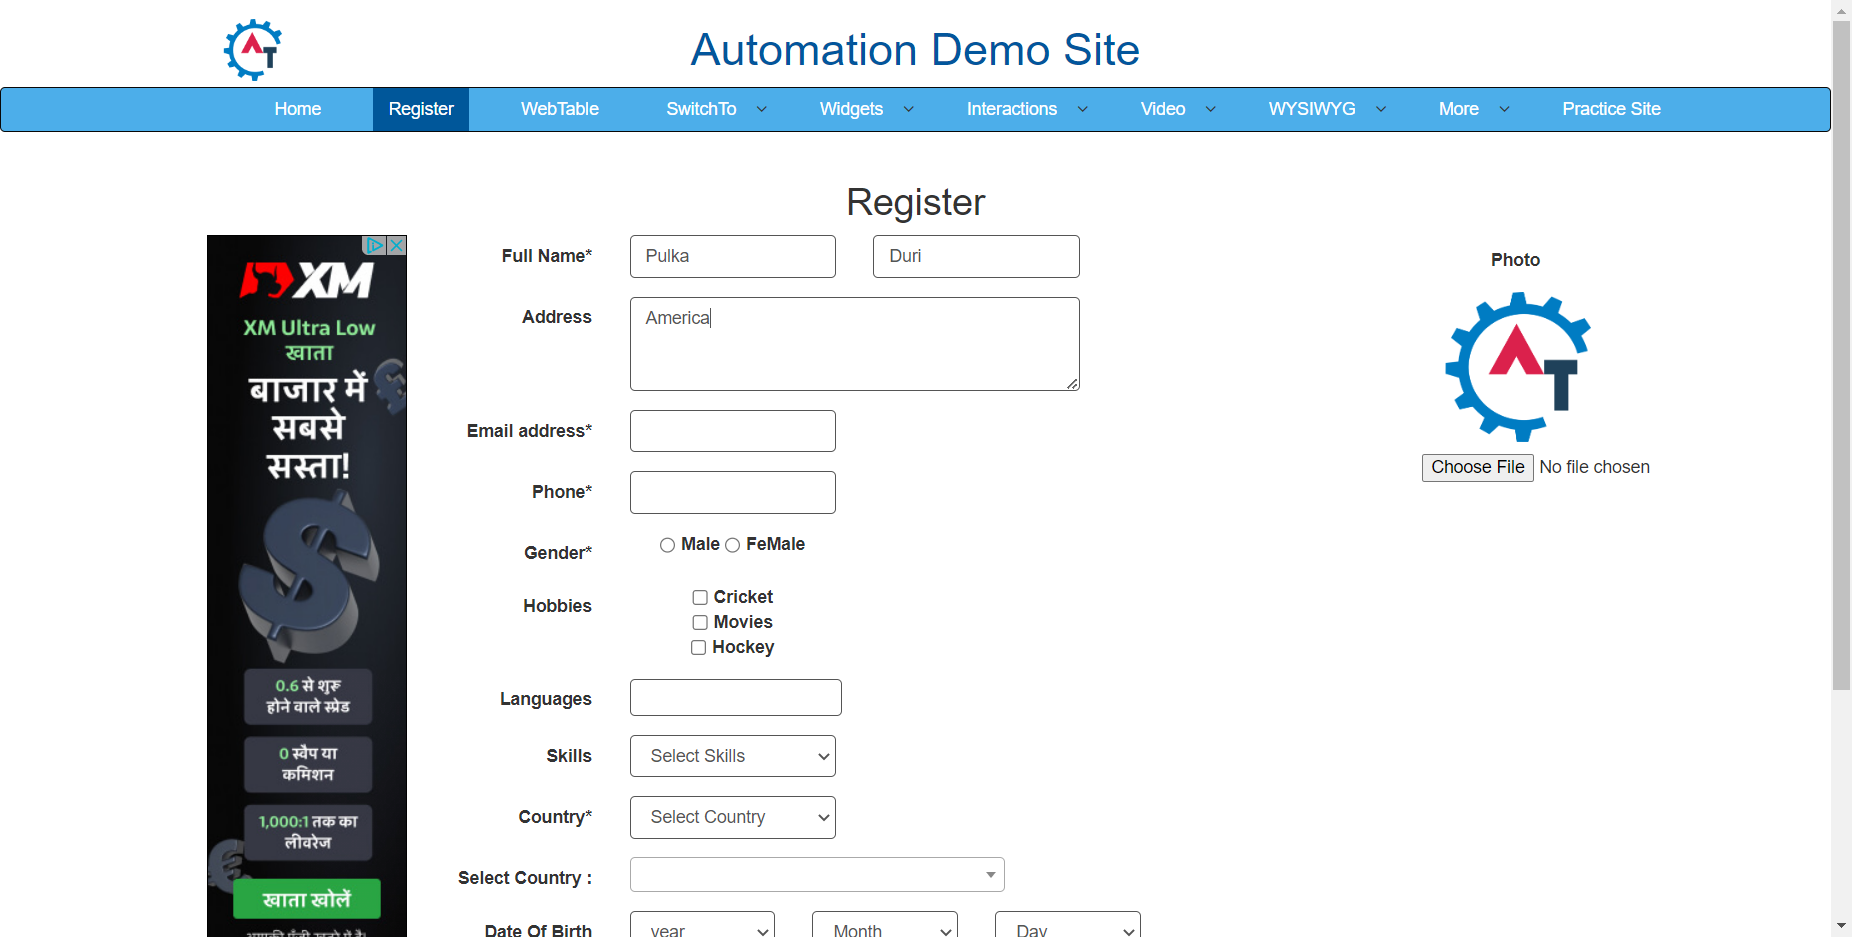 Automation Demo Site
Home Register WebTable SwitchTo Widgets Interactions Video WYSIWYG More Practice Site
Register
XM
XM Ultra Low
खाता
बाजार में
सबसे
सस्ता!
0.6 से शुरू
होने वाले स्प्रेड
0 स्वैप या
कमिशन
1,000:1 तक का
लीवरेज
खाता खोलें
Full Name* Pulka Duri
Address America
Email address*
Phone*
Gender* Male FeMale
Hobbies
Cricket
Movies
Hockey
Languages
Skills Select Skills
Country* Select Country
Select Country :
Date Of Birth year Month Day
Photo
AT
Choose File No file chosen